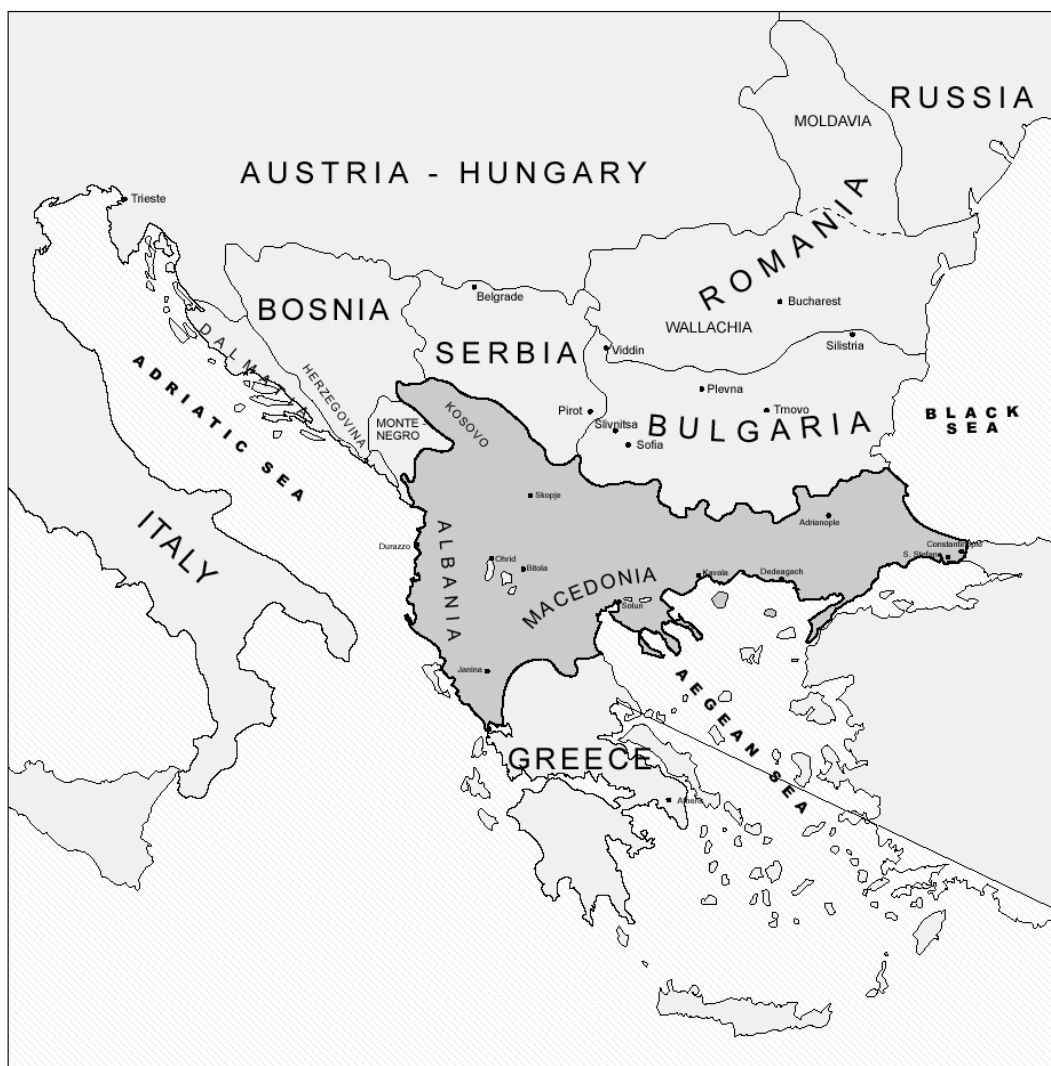 RUSSIA
MOLDAVIA
AUSTRIA - HUNGARY
Trieste
ROMANIA
BOSNIA
Belgrade
Bucharest
WALLACHIA
DALMATIA
SERBIA
Viddin
Silistria
ADRIATIC SEA
HERZEGOVINA
Plevna
KOSOVO
Pirot
Trnovo
MONTE -
NEGRO
Slivnitsa
BULGARIA
BLACK
SEA
Sofia
Skopje
ITALY
Adrianople
ALBANIA
Durazzo
Constantinople
S. Stefano
Ohrid
Bitola
MACEDONIA
Kavala
Dedeagach
Solun
Janina
AEGEAN SEA
GREECE
Athens